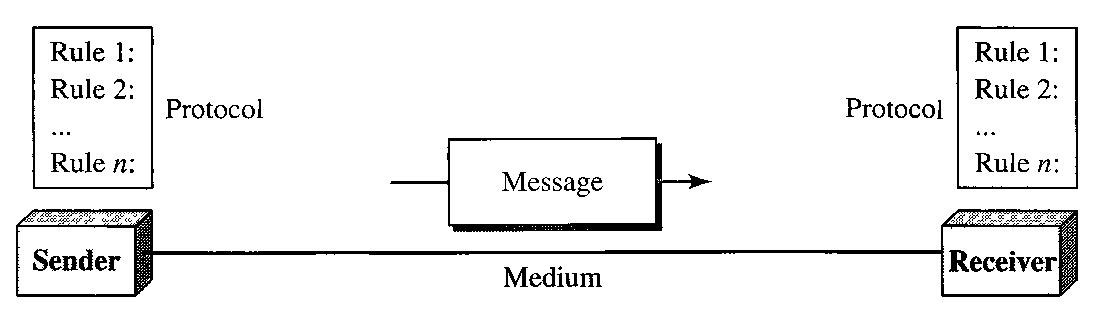 Rule 1:
Rule 2:
...
Rule n:
Protocol
Message
Protocol
Rule 1:
Rule 2:
...
Rule n:
Sender
Medium
Receiver